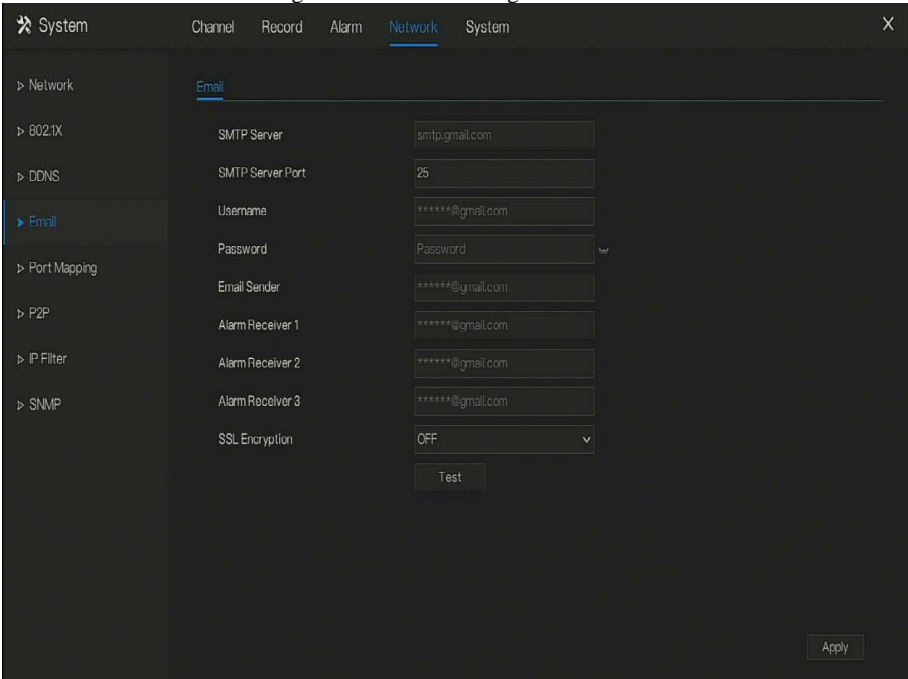 System Channel Record Alarm Network System X
Network
802.1X
DDNS
Email
Port Mapping
P2P
IP Filter
SNMP
Email
SMTP Server smtp.gmail.com
SMTP Server Port 25
Username ******@gmail.com
Password Password
Email Sender ******@gmail.com
Alarm Receiver 1 ******@gmail.com
Alarm Receiver 2 ******@gmail.com
Alarm Receiver 3 ******@gmail.com
SSL Encryption OFF
Test
Apply